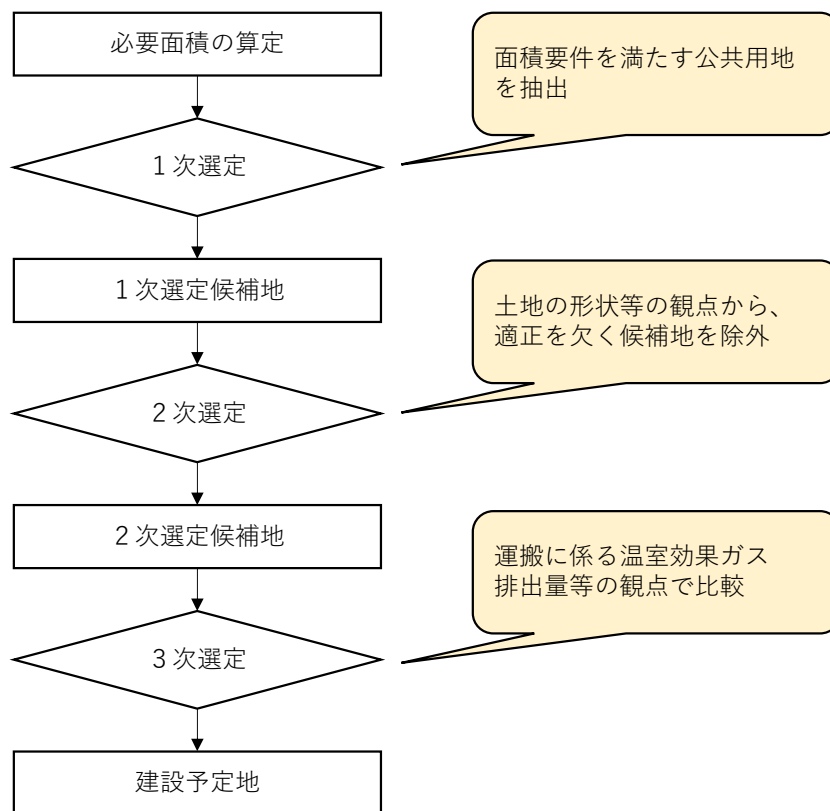 必要面積の算定
面積要件を満たす公共用地
を抽出
１次選定
１次選定候補地
土地の形状等の観点から、
適正を欠く候補地を除外
２次選定
２次選定候補地
運搬に係る温室効果ガス
排出量等の観点で比較
３次選定
建設予定地